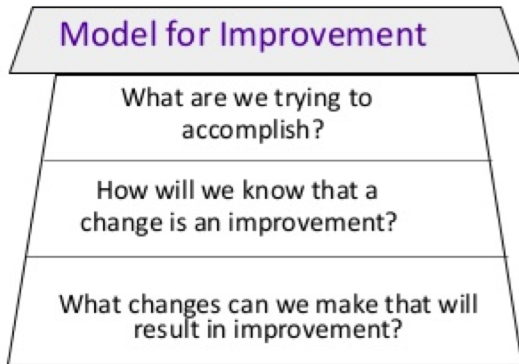 Model for Improvement
What are we trying to
accomplish?
How will we know that a
change is an improvement?
What changes can we make that will
result in improvement?